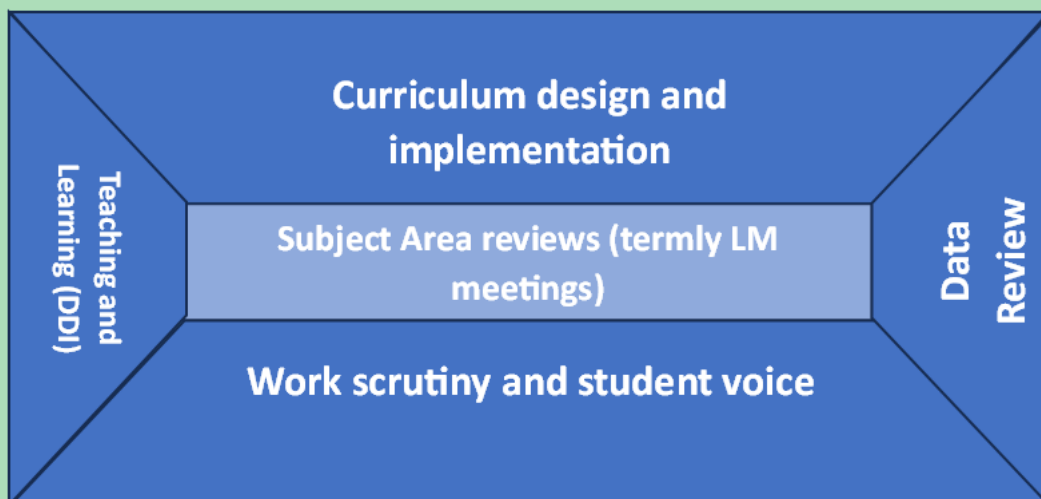 Curriculum design and
implementation
Teaching and
Learning (DDI)
Subject Area reviews (termly LM
meetings)
Data
Review
Work scrutiny and student voice